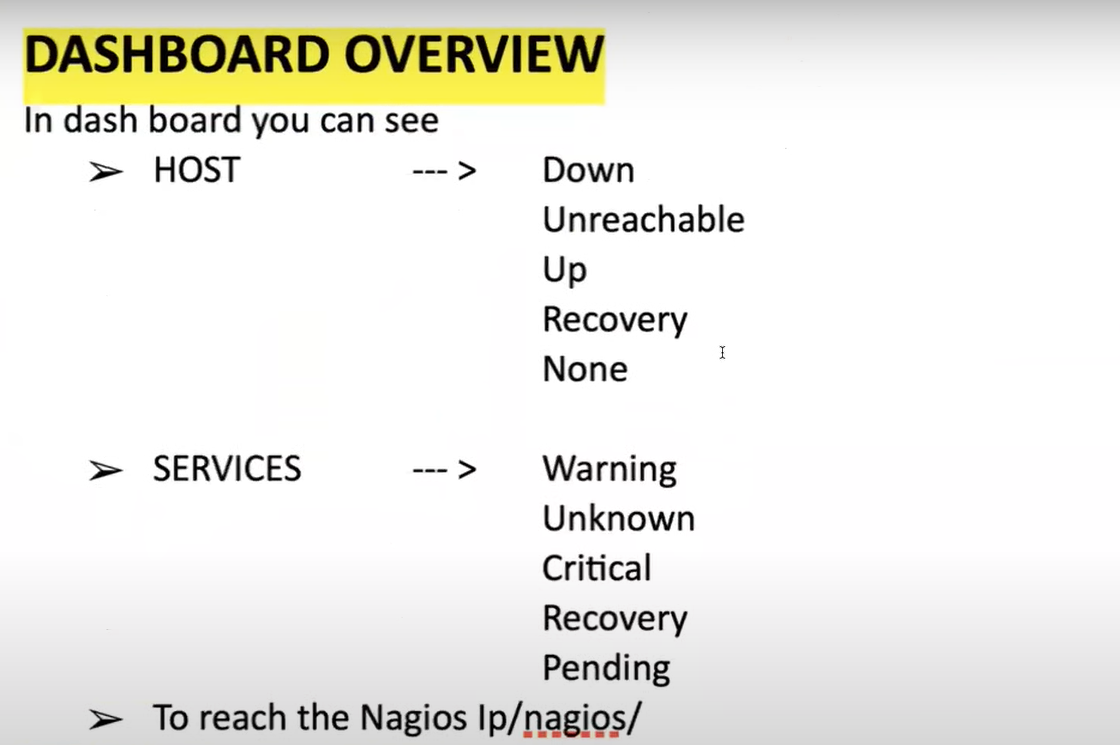 DASHBOARD OVERVIEW
In dash board you can see
➢ HOST --- > Down
Unreachable
Up
Recovery
None
➢ SERVICES --- > Warning
Unknown
Critical
Recovery
Pending
➢ To reach the Nagios Ip/nagios/